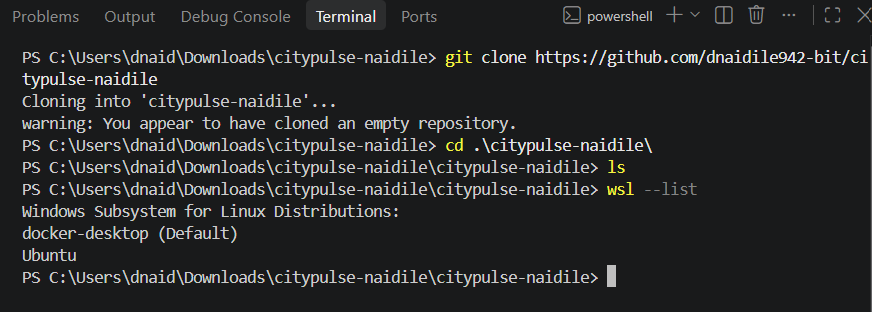 Problems Output Debug Console Terminal Ports powershell
PS C:\Users\dnaid\Downloads\citypulse-naidile> git clone https://github.com/dnaidile942-bit/ci
typulse-naidile
Cloning into 'citypulse-naidile'...
warning: You appear to have cloned an empty repository.
PS C:\Users\dnaid\Downloads\citypulse-naidile> cd .\citypulse-naidile\
PS C:\Users\dnaid\Downloads\citypulse-naidile\citypulse-naidile> ls
PS C:\Users\dnaid\Downloads\citypulse-naidile\citypulse-naidile> wsl --list
Windows Subsystem for Linux Distributions:
docker-desktop (Default)
Ubuntu
PS C:\Users\dnaid\Downloads\citypulse-naidile\citypulse-naidile>